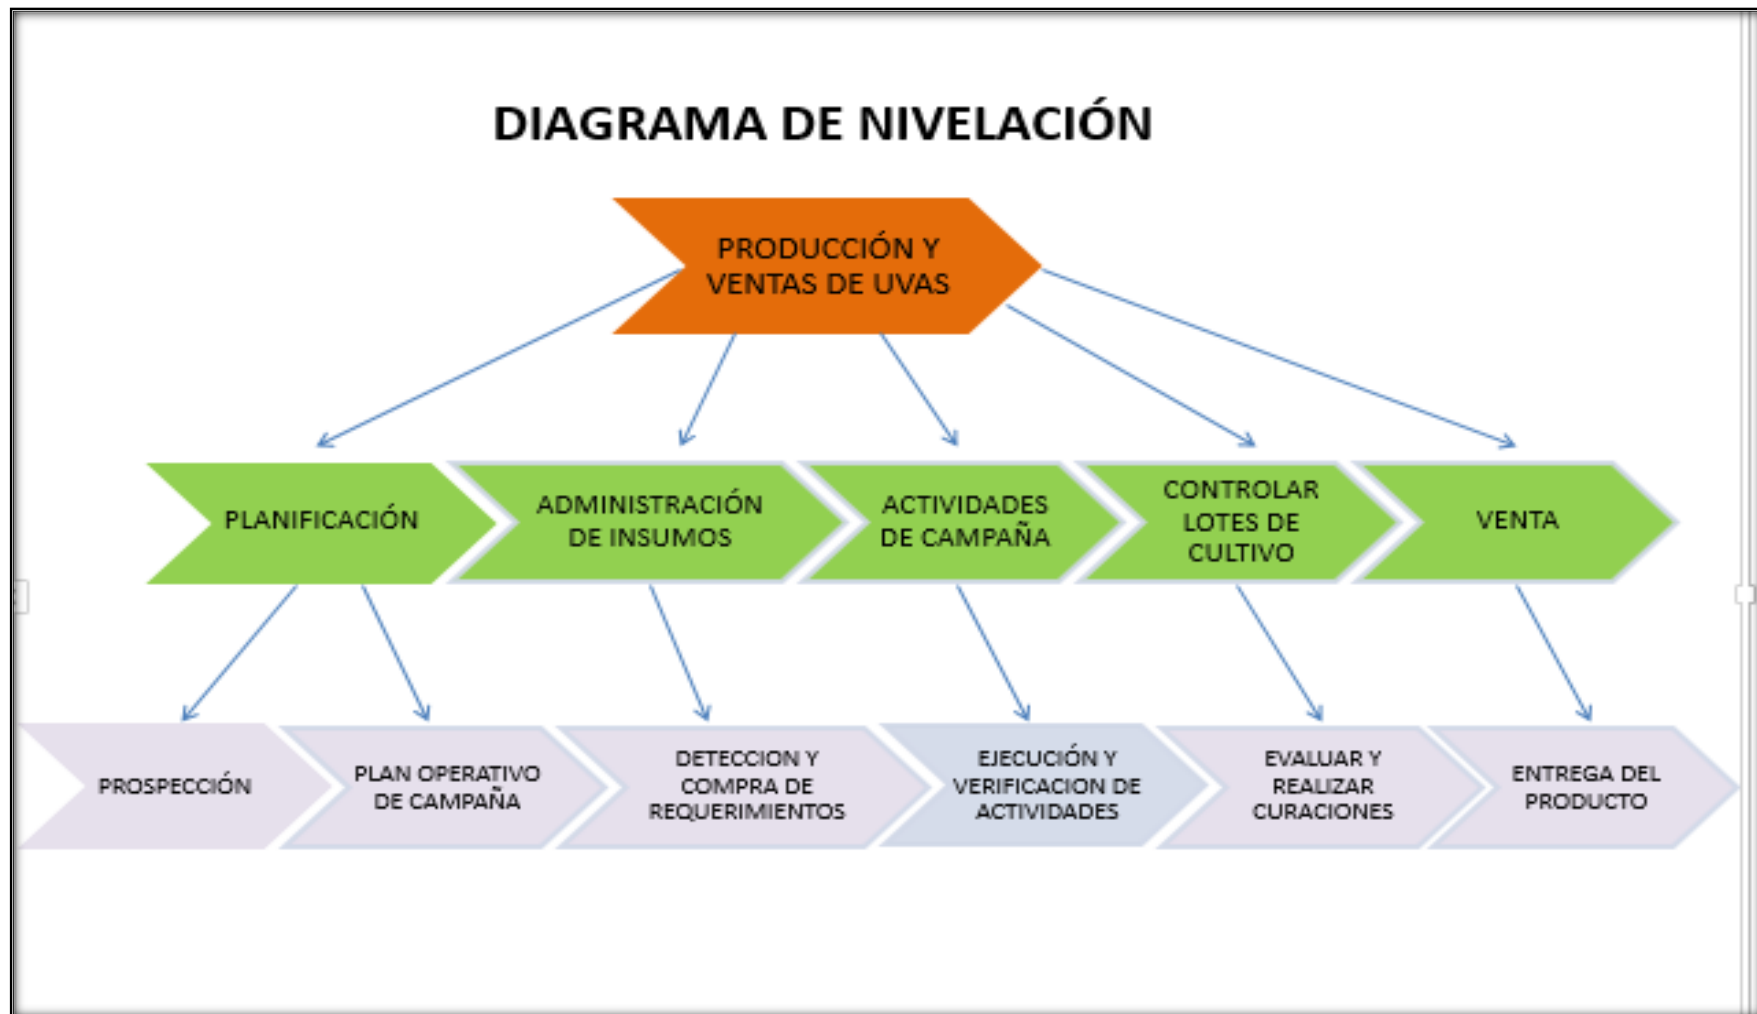 DIAGRAMA DE NIVELACIÓN
PRODUCCIÓN Y
VENTAS DE UVAS
PLANIFICACIÓN
ADMINISTRACIÓN
DE INSUMOS
ACTIVIDADES
DE CAMPAÑA
CONTROLAR
LOTES DE
CULTIVO
VENTA
PROSPECCIÓN
PLAN OPERATIVO
DE CAMPAÑA
DETECCION Y
COMPRA DE
REQUERIMIENTOS
EJECUCIÓN Y
VERIFICACION DE
ACTIVIDADES
EVALUAR Y
REALIZAR
CURACIONES
ENTREGA DEL
PRODUCTO